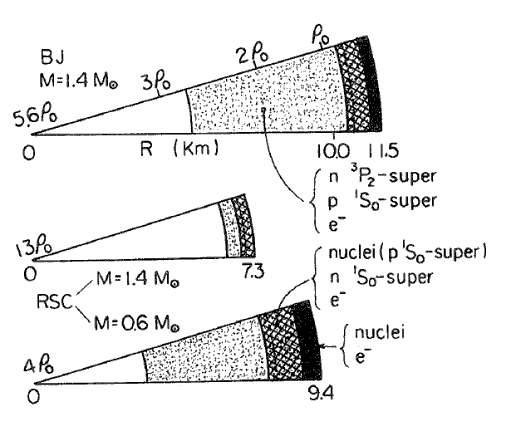 BJ
M=1.4 M⊙
5.6ρ₀
3ρ₀
2ρ₀
ρ₀
0
R (Km)
10.0
11.5
n ³P₂-super
p ¹S₀-super
e⁻
13ρ₀
0
7.3
nuclei(p ¹S₀-super)
n ¹S₀-super
e⁻
RSC
M=1.4 M⊙
M=0.6 M⊙
nuclei
e⁻
4ρ₀
0
9.4